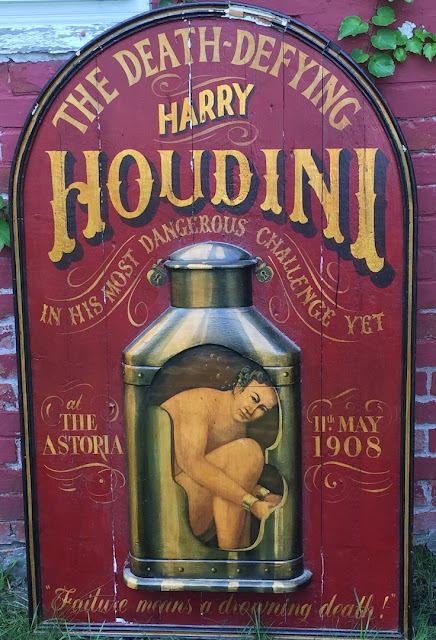 THE DEATH-DEFYING
HARRY
HOUDINI
IN HIS MOST DANGEROUS CHALLENGE YET
at
THE
ASTORIA
11th MAY
1908
"Failure means a drowning death!"